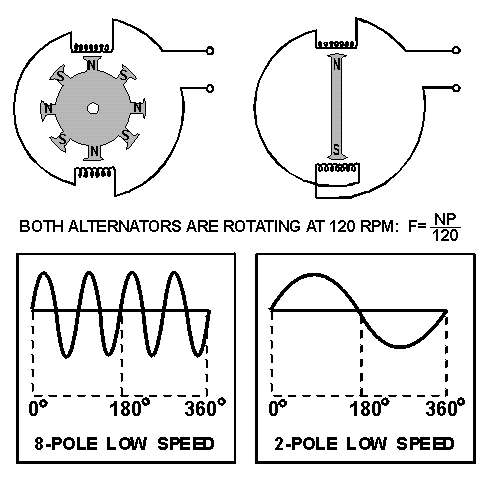 N
S
S
N
N
S
S
N
N
S
BOTH ALTERNATORS ARE ROTATING AT 120 RPM: F= NP/120
0° 180° 360°
8-POLE LOW SPEED
0° 180° 360°
2-POLE LOW SPEED